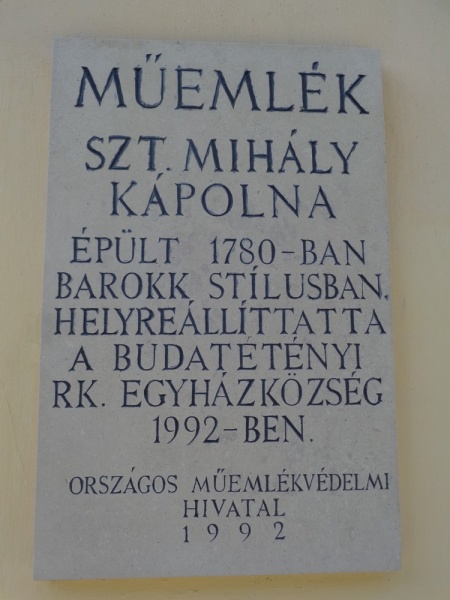 MŰEMLÉK
SZT. MIHÁLY
KÁPOLNA
ÉPÜLT 1780-BAN
BAROKK STÍLUSBAN.
HELYREÁLLÍTTATTA
A BUDATÉTÉNYI
RK. EGYHÁZKÖZSÉG
1992-BEN.
ORSZÁGOS MŰEMLÉKVÉDELMI
HIVATAL
1992